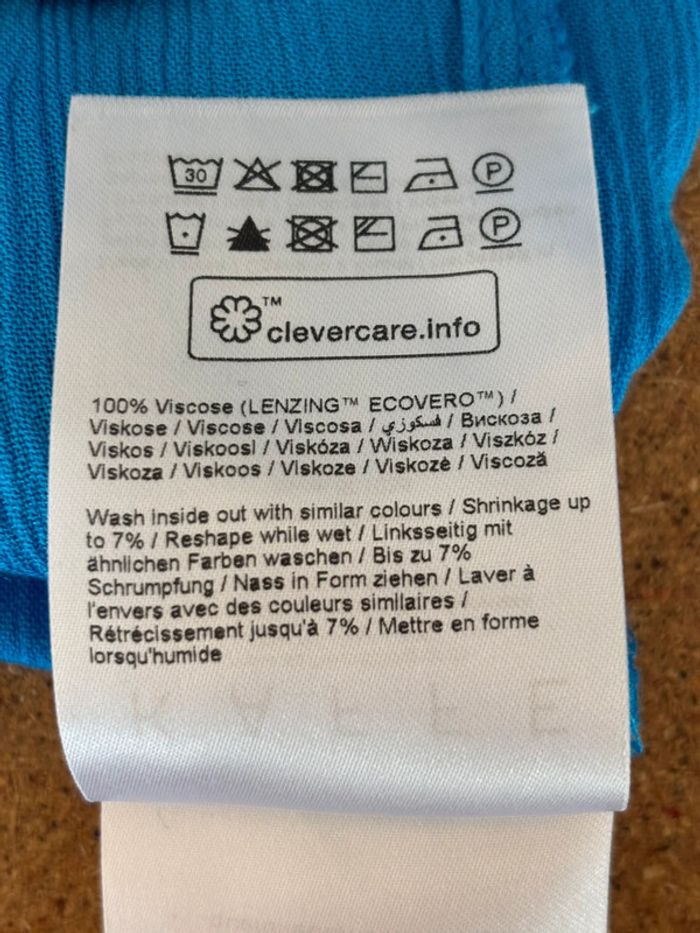 30 P
P
™ clevercare.info
100% Viscose (LENZING™ ECOVERO™) /
Viskose / Viscose / Viscosa / فسكوزي / Вискоза /
Viskos / Viskoosi / Viskóza / Wiskoza / Viszkóz /
Viskoza / Viskoos / Viskoze / Viskozė / Viscoză
Wash inside out with similar colours / Shrinkage up
to 7% / Reshape while wet / Linksseitig mit
ähnlichen Farben waschen / Bis zu 7%
Schrumpfung / Nass in Form ziehen / Laver à
l'envers avec des couleurs similaires /
Rétrécissement jusqu'à 7% / Mettre en forme
lorsqu'humide
KAFFE